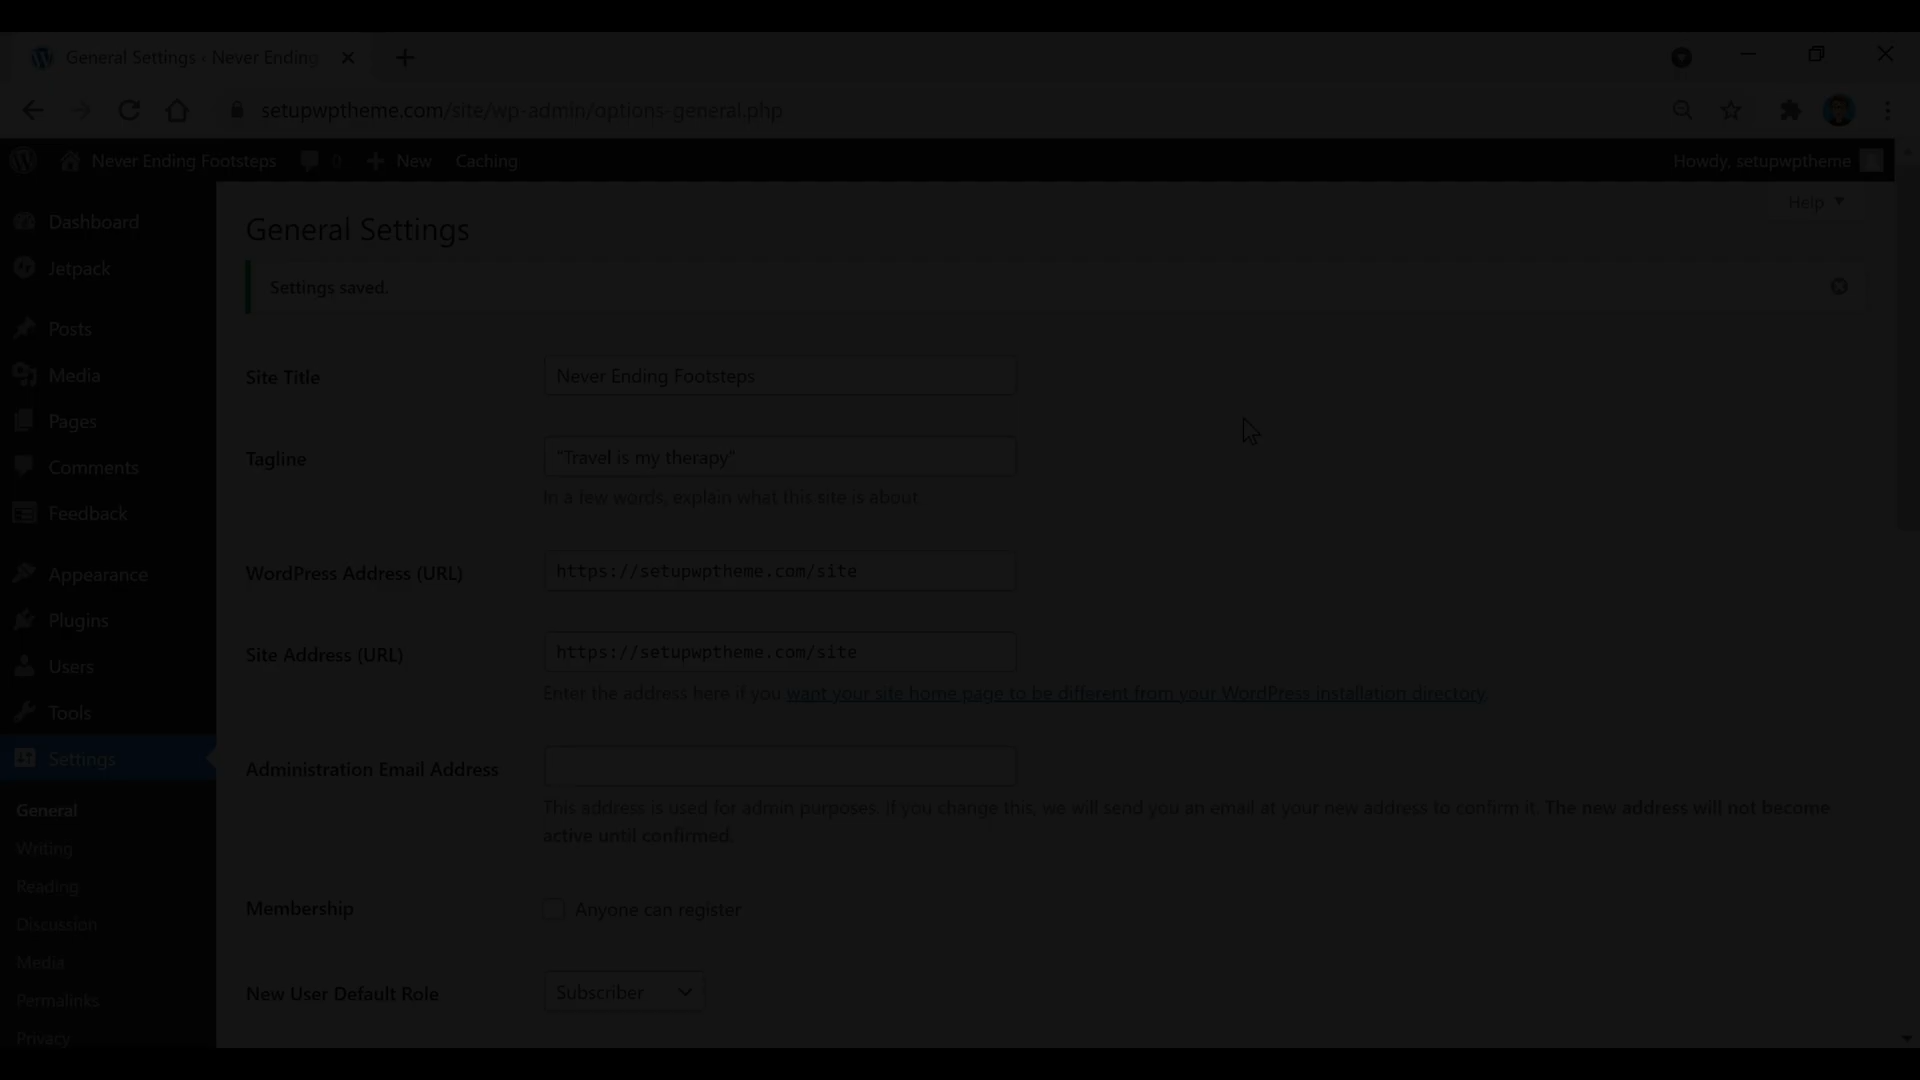 General Settings ‹ Never Ending
setupwptheme.com/site/wp-admin/options-general.php
Never Ending Footsteps 0 New Caching Howdy, setupwptheme
Help
Dashboard
Jetpack
Posts
Media
Pages
Comments
Feedback
Appearance
Plugins
Users
Tools
Settings
General
Writing
Reading
Discussion
Media
Permalinks
Privacy
General Settings
Settings saved.
Site Title Never Ending Footsteps
Tagline "Travel is my therapy"
In a few words, explain what this site is about
WordPress Address (URL) https://setupwptheme.com/site
Site Address (URL) https://setupwptheme.com/site
Enter the address here if you want your site home page to be different from your WordPress installation directory.
Administration Email Address
This address is used for admin purposes. If you change this, we will send you an email at your new address to confirm it. The new address will not become
active until confirmed.
Membership Anyone can register
New User Default Role Subscriber